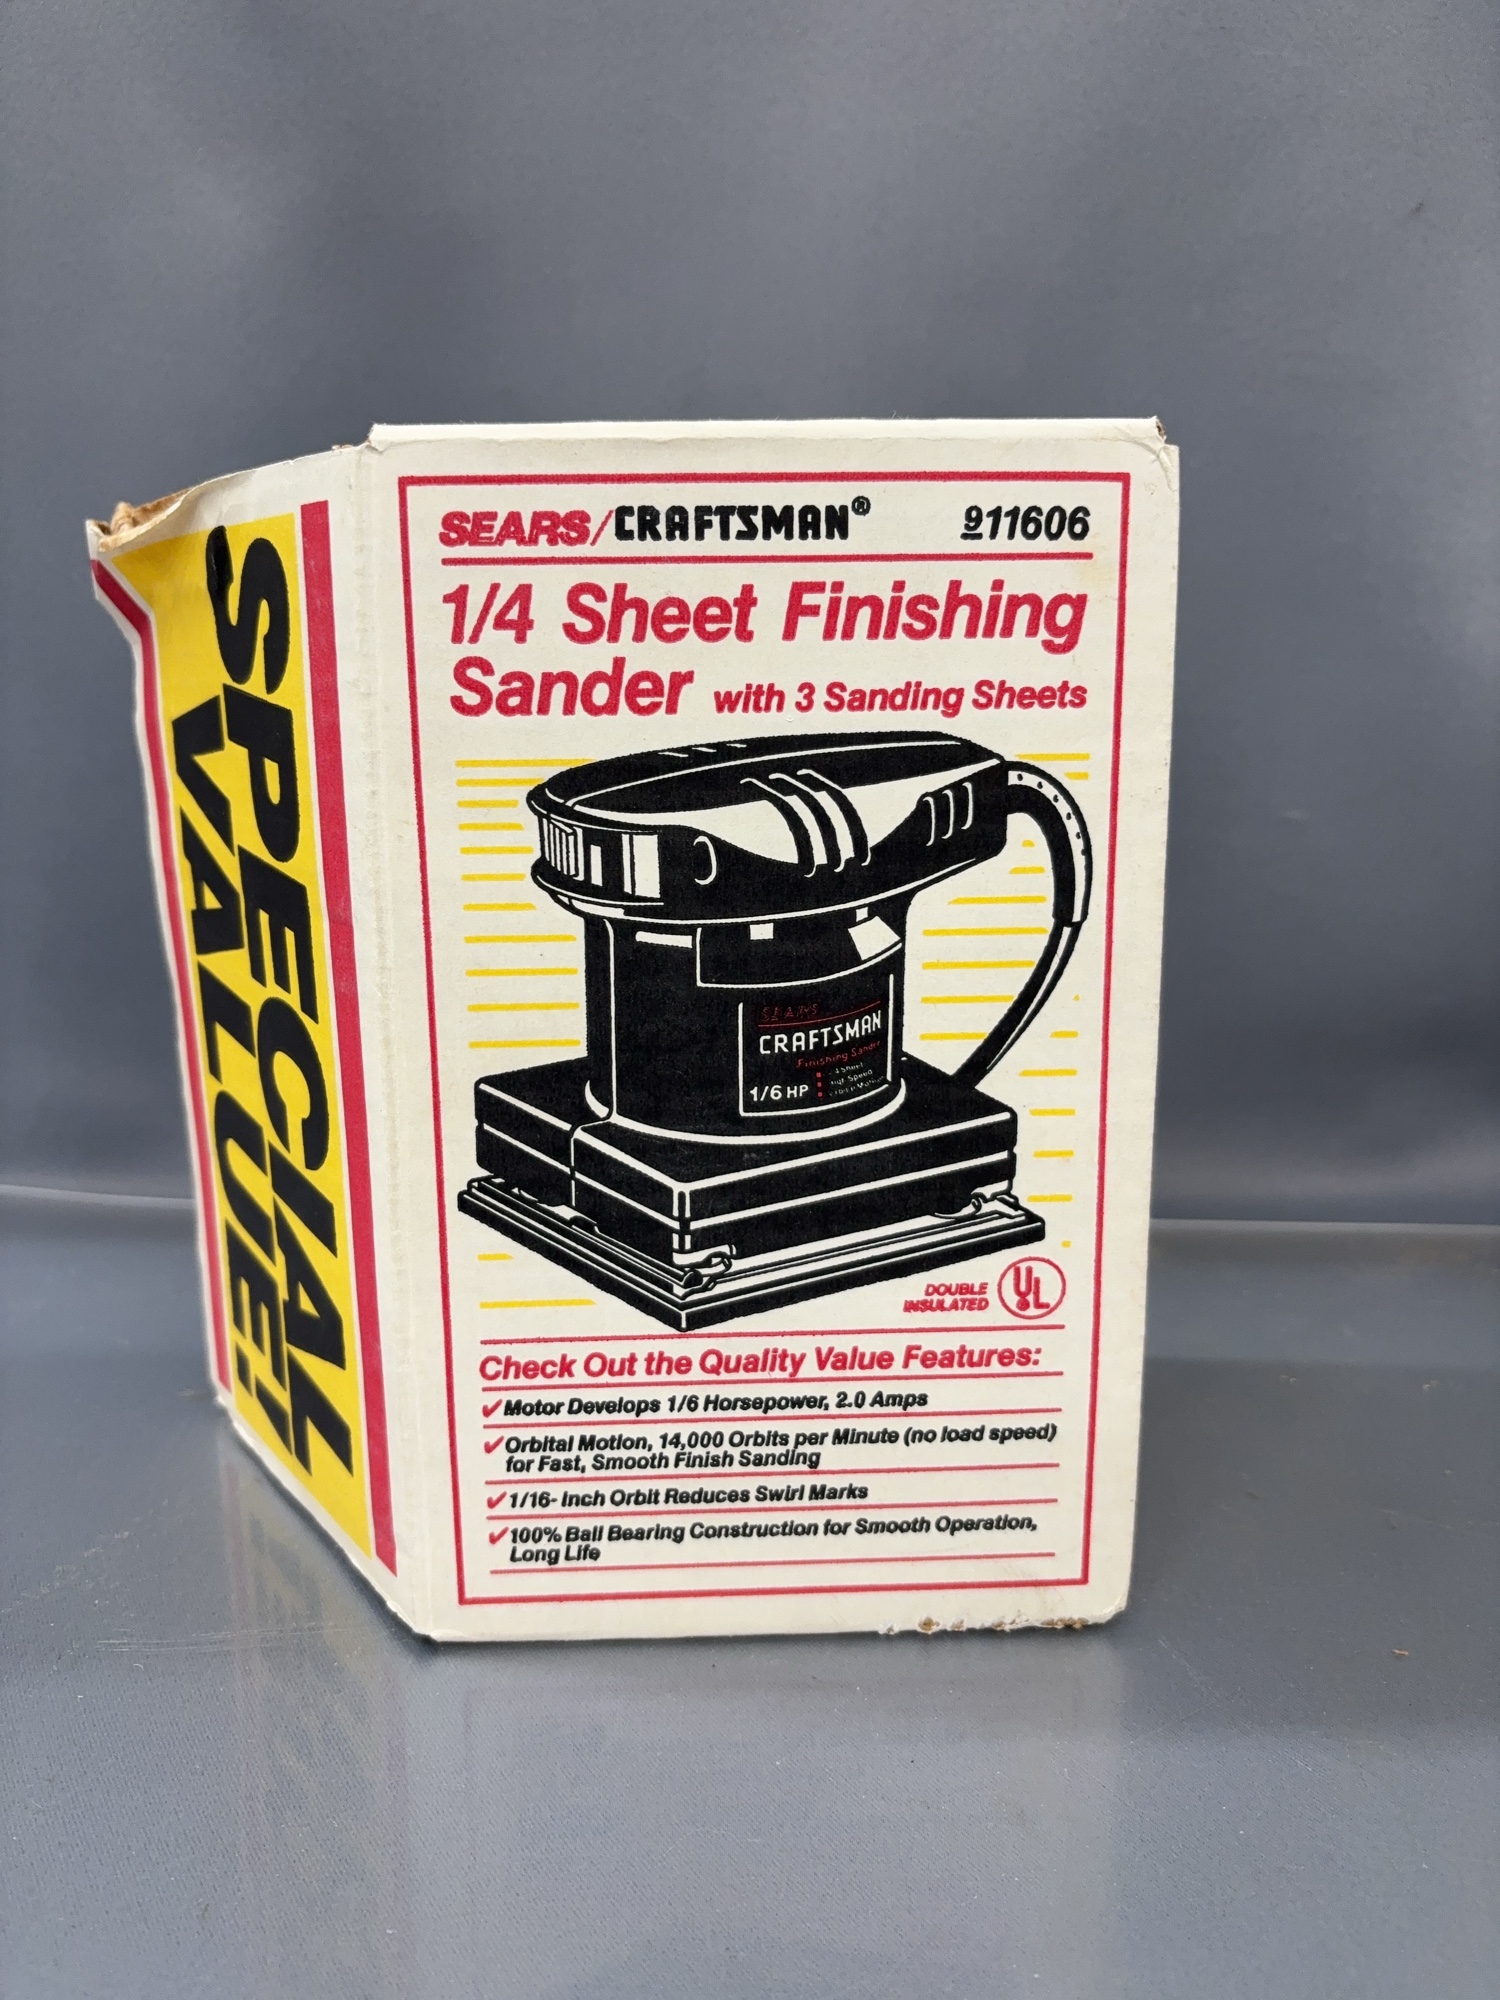 SPECIAL
VALUE!
SEARS/CRAFTSMAN® 911606
1/4 Sheet Finishing
Sander with 3 Sanding Sheets
SEARS
CRAFTSMAN
Finishing Sander
1/6 HP
DOUBLE
INSULATED
UL
Check Out the Quality Value Features:
✓Motor Develops 1/6 Horsepower, 2.0 Amps
✓Orbital Motion, 14,000 Orbits per Minute (no load speed)
for Fast, Smooth Finish Sanding
✓1/16- Inch Orbit Reduces Swirl Marks
✓100% Ball Bearing Construction for Smooth Operation,
Long Life